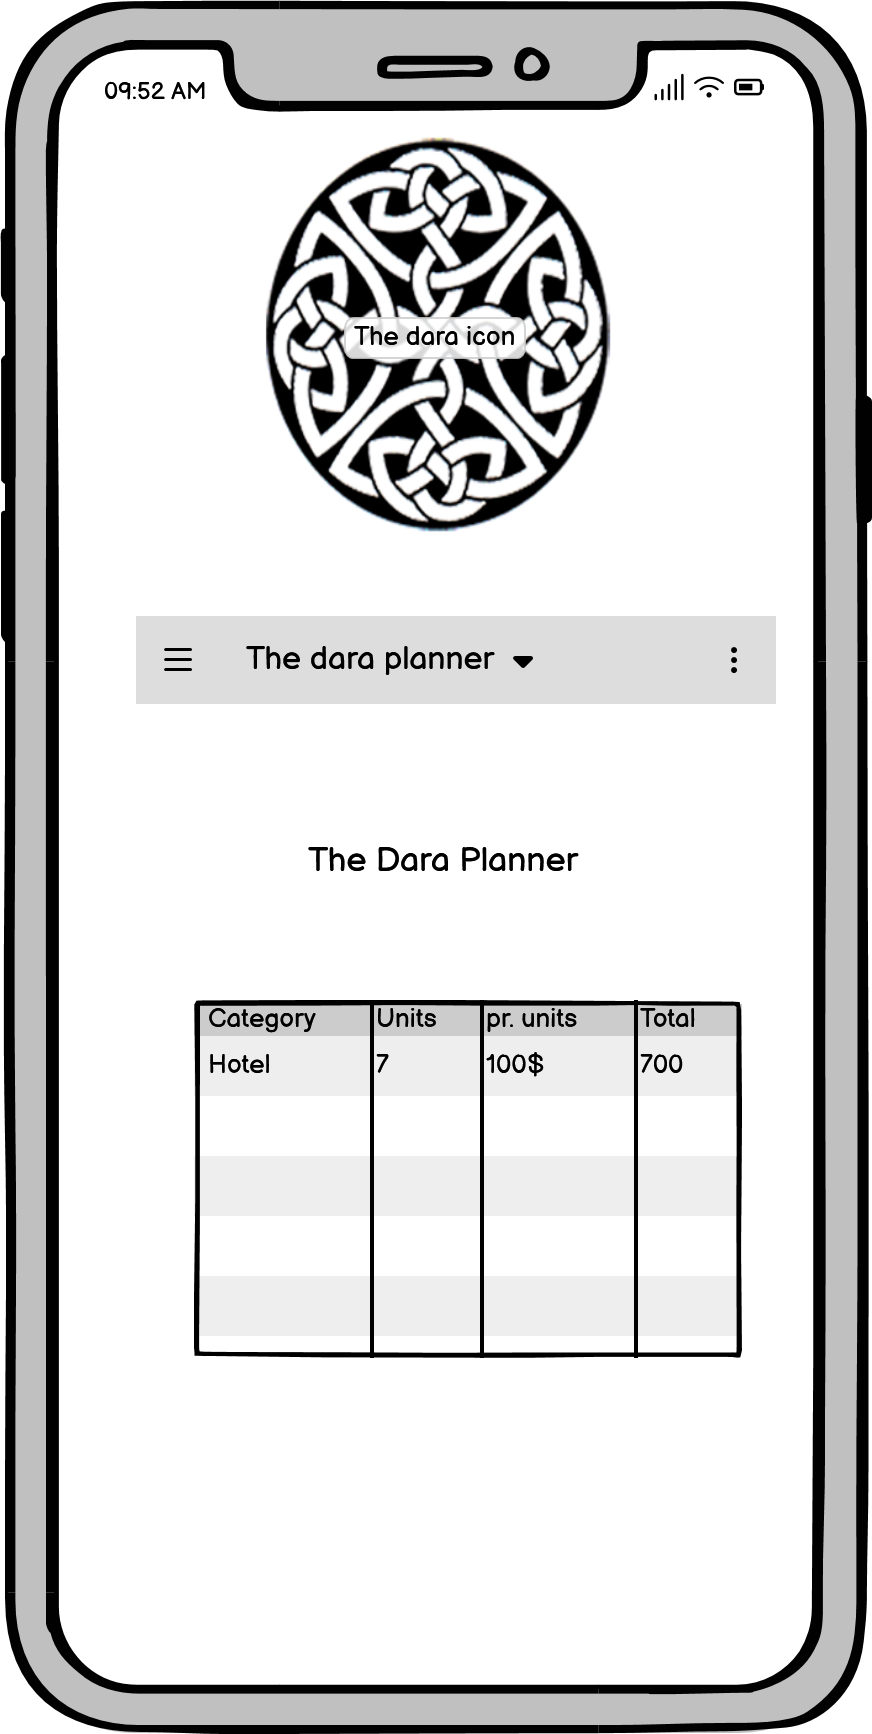 09:52 AM
The dara icon
The dara planner
The Dara Planner
Category Units pr. units Total
Hotel 7 100$ 700